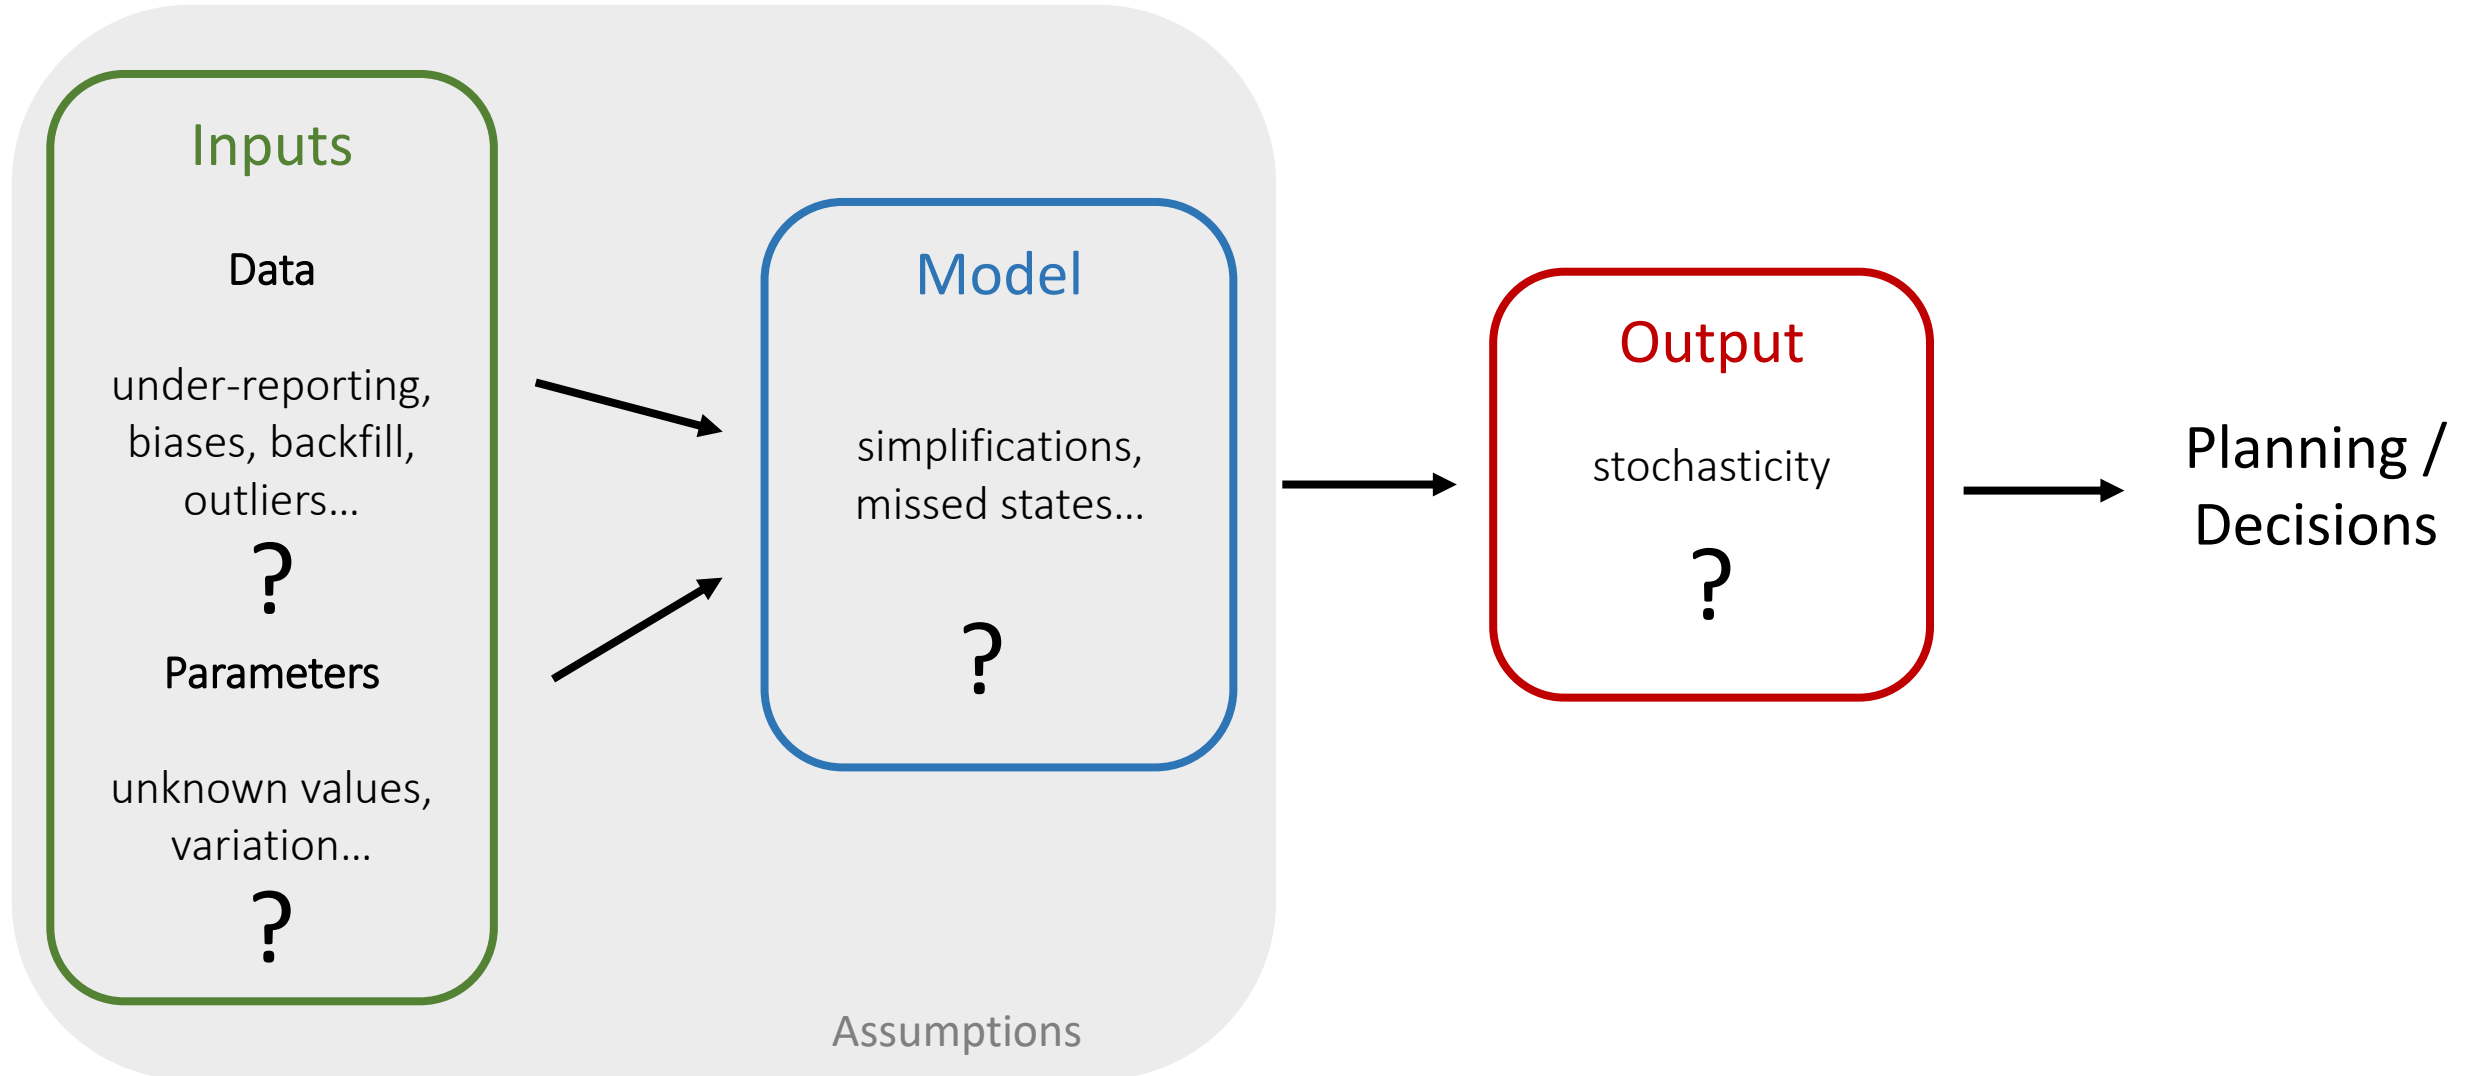 Inputs
Data
under-reporting,
biases, backfill,
outliers...
?
Parameters
unknown values,
variation...
?
Model
simplifications,
missed states...
?
Assumptions
Output
stochasticity
?
Planning /
Decisions